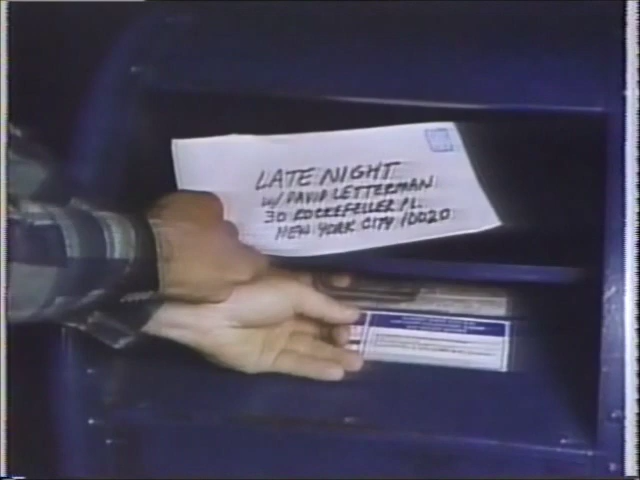 LATE NIGHT
W/ DAVID LETTERMAN
30 ROCKEFELLER PL.
NEW YORK CITY 10020